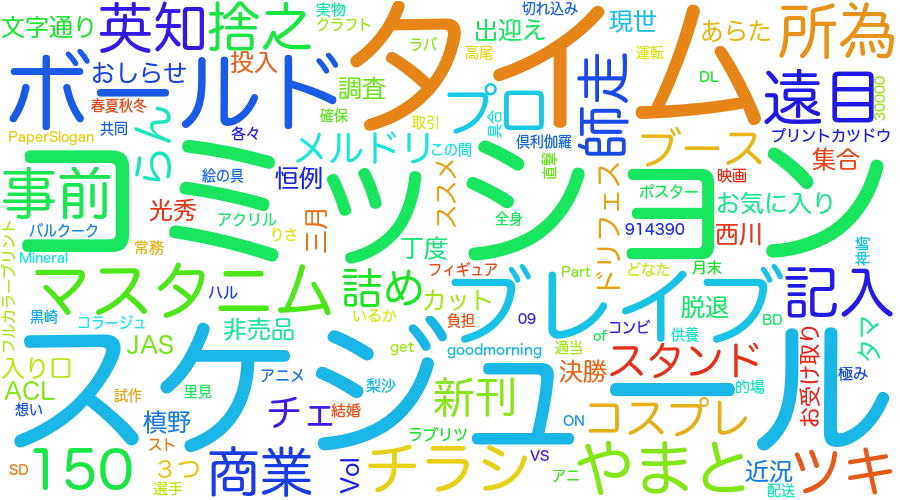 文字通り
英知
捨之
実物
クラフト
タイム
ラバ
切れ込み
出迎え
現世
あらた
所為
ボールド
おしらせ
投入
調査
高尾
運転
DL
30000
遠目
春夏秋冬
共同
各々
確保
取引
プロ
具合
倶利伽羅
師走
ブース
プリントカツドウ
PaperSlogan
らん
メルドリ
この間
直撃
集合
映画
事前
コミッション
絵の具
恒例
ススメ
ドリフェス
ポスター
お気に入り
光秀
アクリル
全身
914390
西川
バルクーク
りさ
三月
丁度
常務
Mineral
フルカラープリント
フィギュア
Part
どなた
月末
神崎
マスタニム
ハル
詰め
カット
ブレイブ
脱退
記入
黒崎
コラージュ
非売品
いるか
負担
09
コンビ
BD
of
供養
タマ
JAS
get
goodmorning
適当
スタンド
お受け取り
スケジュール
入り口
アニメ
梨沙
決勝
的場
極み
ACL
試作
里見
新刊
想い
槙野
チェ
結婚
コスプレ
ON
ラブリツ
スト
150
SD
３つ
選手
商業
Vol
チラシ
VS
アニ
やまと
近況
配送
ツキ